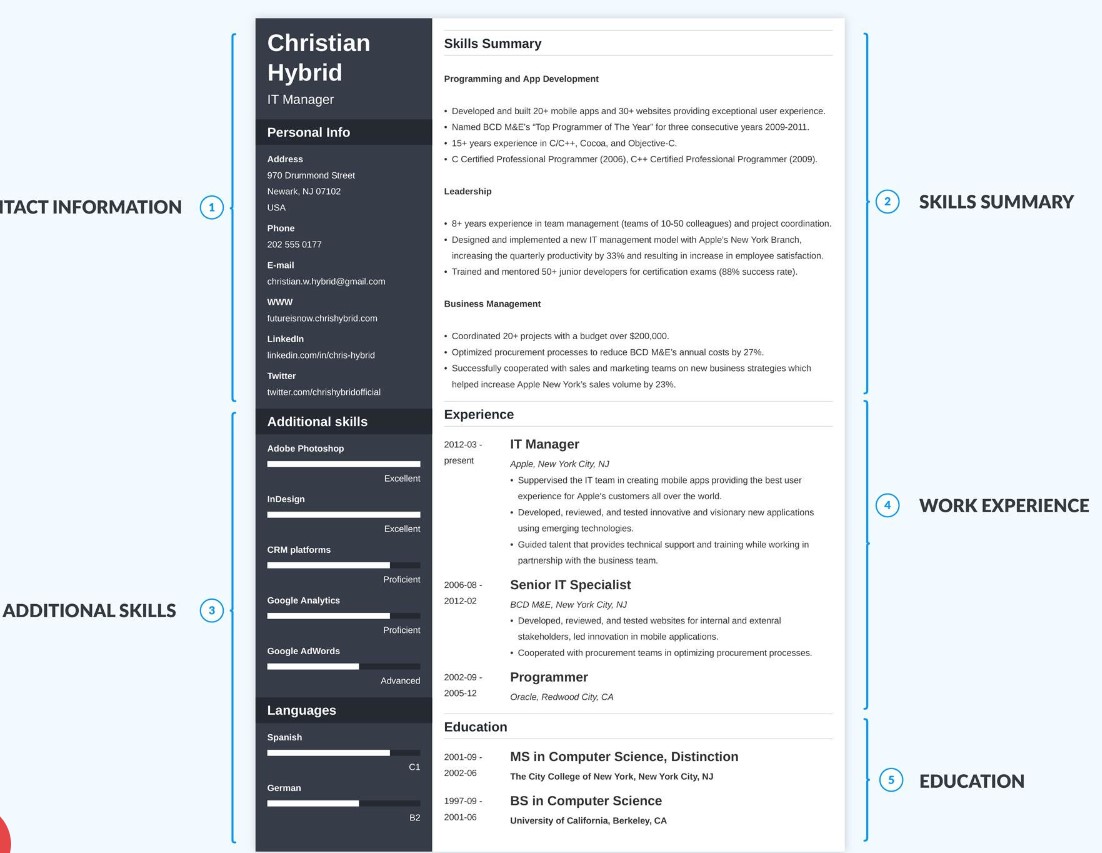 Christian
Hybrid
IT Manager
Personal Info
Address
970 Drummond Street
Newark, NJ 07102
USA
Phone
202 555 0177
E-mail
christian.w.hybrid@gmail.com
WWW
futureisnow.chrishybrid.com
LinkedIn
linkedin.com/in/chris-hybrid
Twitter
twitter.com/chrishybridofficial
Additional skills
Adobe Photoshop
Excellent
InDesign
Excellent
CRM platforms
Proficient
Google Analytics
Proficient
Google AdWords
Advanced
Languages
Spanish
C1
German
B2
Skills Summary
Programming and App Development
• Developed and built 20+ mobile apps and 30+ websites providing exceptional user experience.
• Named BCD M&E's “Top Programmer of The Year” for three consecutive years 2009-2011.
• 15+ years experience in C/C++, Cocoa, and Objective-C.
• C Certified Professional Programmer (2006), C++ Certified Professional Programmer (2009).
Leadership
• 8+ years experience in team management (teams of 10-50 colleagues) and project coordination.
• Designed and implemented a new IT management model with Apple's New York Branch,
increasing the quarterly productivity by 33% and resulting in increase in employee satisfaction.
• Trained and mentored 50+ junior developers for certification exams (88% success rate).
Business Management
• Coordinated 20+ projects with a budget over $200,000.
• Optimized procurement processes to reduce BCD M&E's annual costs by 27%.
• Successfully cooperated with sales and marketing teams on new business strategies which
helped increase Apple New York's sales volume by 23%.
Experience
2012-03 -
present
IT Manager
Apple, New York City, NJ
• Suppervised the IT team in creating mobile apps providing the best user
experience for Apple's customers all over the world.
• Developed, reviewed, and tested innovative and visionary new applications
using emerging technologies.
• Guided talent that provides technical support and training while working in
partnership with the business team.
2006-08 -
2012-02
Senior IT Specialist
BCD M&E, New York City, NJ
• Developed, reviewed, and tested websites for internal and extenral
stakeholders, led innovation in mobile applications.
• Cooperated with procurement teams in optimizing procurement processes.
2002-09 -
2005-12
Programmer
Oracle, Redwood City, CA
Education
2001-09 -
2002-06
MS in Computer Science, Distinction
The City College of New York, New York City, NJ
1997-09 -
2001-06
BS in Computer Science
University of California, Berkeley, CA
NTACT INFORMATION 1
2 SKILLS SUMMARY
ADDITIONAL SKILLS 3
4 WORK EXPERIENCE
5 EDUCATION